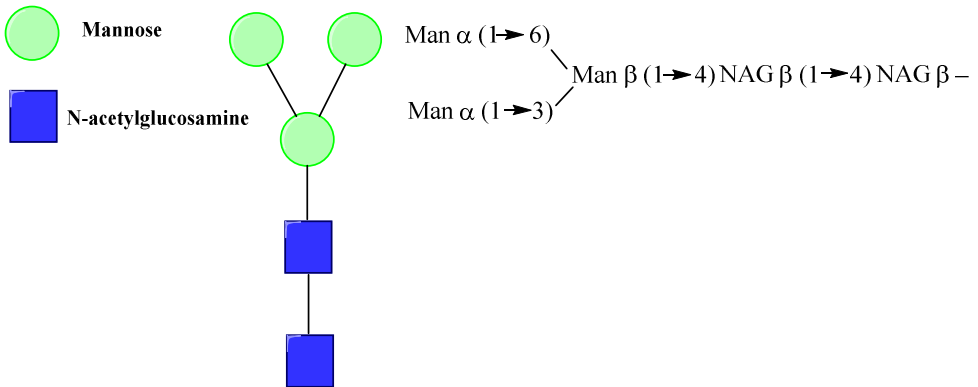 Mannose
N-acetylglucosamine
Man α (1→6)
Man β (1→4) NAG β (1→4) NAG β –
Man α (1→3)